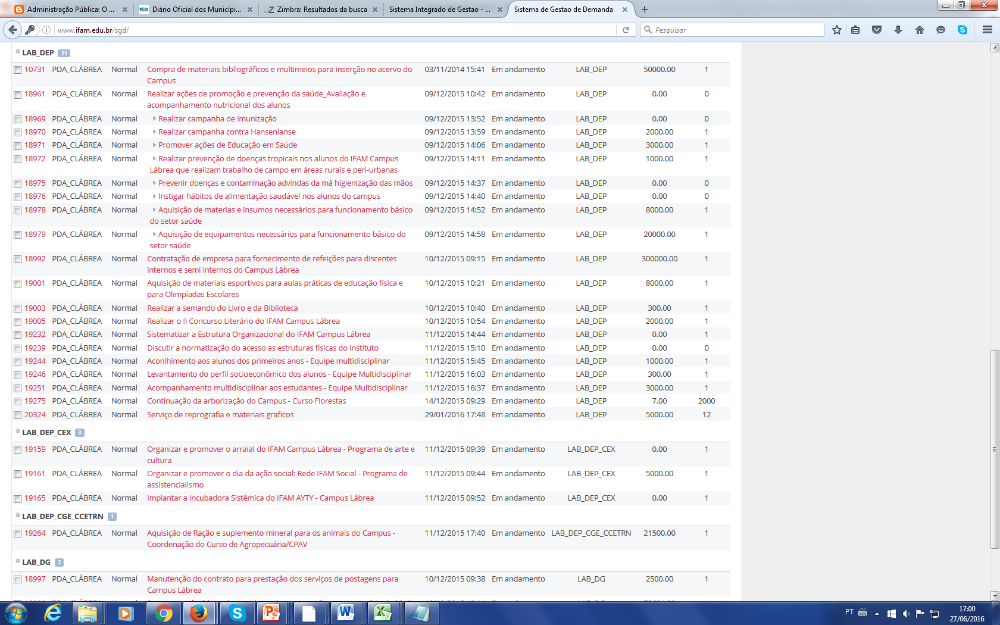 Administração Pública: O ...
Diário Oficial dos Municípi...
Zimbra: Resultados da busca
Sistema Integrado de Gestao - ...
Sistema de Gestao de Demanda
www.ifam.edu.br/sgd/
Pesquisar
LAB_DEP 21
10731 PDA_CLÁBREA Normal Compra de materiais bibliográficos e multimeios para inserção no acervo do 03/11/2014 15:41 Em andamento LAB_DEP 50000.00 1
Campus
18961 PDA_CLÁBREA Normal Realizar ações de promoção e prevenção da saúde_Avaliação e 09/12/2015 10:42 Em andamento LAB_DEP 0.00 0
acompanhamento nutricional dos alunos
18969 PDA_CLÁBREA Normal Realizar campanha de imunização 09/12/2015 13:52 Em andamento LAB_DEP 0.00 0
18970 PDA_CLÁBREA Normal Realizar campanha contra Hanseníanse 09/12/2015 13:59 Em andamento LAB_DEP 2000.00 1
18971 PDA_CLÁBREA Normal Promover ações de Educação em Saúde 09/12/2015 14:06 Em andamento LAB_DEP 3000.00 1
18972 PDA_CLÁBREA Normal Realizar prevenção de doenças tropicais nos alunos do IFAM Campus 09/12/2015 14:11 Em andamento LAB_DEP 1000.00 1
Lábrea que realizam trabalho de campo em áreas rurais e peri-urbanas
18975 PDA_CLÁBREA Normal Prevenir doenças e contaminação advindas da má higienização das mãos 09/12/2015 14:37 Em andamento LAB_DEP 0.00 0
18976 PDA_CLÁBREA Normal Instigar hábitos de alimentação saudável nos alunos do campus 09/12/2015 14:40 Em andamento LAB_DEP 0.00 0
18978 PDA_CLÁBREA Normal Aquisição de materias e insumos necessários para funcionamento básico 09/12/2015 14:52 Em andamento LAB_DEP 8000.00 1
do setor saúde
18979 PDA_CLÁBREA Normal Aquisição de equipamentos necessários para funcionamento básico do 09/12/2015 14:58 Em andamento LAB_DEP 20000.00 1
setor saúde
18992 PDA_CLÁBREA Normal Contratação de empresa para fornecimento de refeições para discentes 10/12/2015 09:15 Em andamento LAB_DEP 300000.00 1
internos e semi internos do Campus Lábrea
19001 PDA_CLÁBREA Normal Aquisição de materiais esportivos para aulas práticas de educação física e 10/12/2015 10:21 Em andamento LAB_DEP 8000.00 1
para Olimpíadas Escolares
19003 PDA_CLÁBREA Normal Realizar a semando do Livro e da Biblioteca 10/12/2015 10:40 Em andamento LAB_DEP 300.00 1
19005 PDA_CLÁBREA Normal Realizar o II Concurso Literário do IFAM Campus Lábrea 10/12/2015 10:54 Em andamento LAB_DEP 2000.00 1
19232 PDA_CLÁBREA Normal Sistematizar a Estrutura Organizacional do IFAM Campus Lábrea 11/12/2015 14:44 Em andamento LAB_DEP 0.00 1
19239 PDA_CLÁBREA Normal Discutir a normatização do acesso as estruturas físicas do Instituto 11/12/2015 15:10 Em andamento LAB_DEP 0.00 0
19244 PDA_CLÁBREA Normal Aconlhimento aos alunos dos primeiros anos - Equipe multidisciplinar 11/12/2015 15:45 Em andamento LAB_DEP 1000.00 1
19246 PDA_CLÁBREA Normal Levantamento do perfil socioeconômico dos alunos - Equipe Multidisciplinar 11/12/2015 16:03 Em andamento LAB_DEP 300.00 1
19251 PDA_CLÁBREA Normal Acompanhamento multidisciplinar aos estudantes - Equipe Multidisciplinar 11/12/2015 16:37 Em andamento LAB_DEP 3000.00 1
19275 PDA_CLÁBREA Normal Continuação da arborização do Campus - Curso Florestas 14/12/2015 09:29 Em andamento LAB_DEP 7.00 2000
20324 PDA_CLÁBREA Normal Serviço de reprografia e materiais graficos 29/01/2016 17:48 Em andamento LAB_DEP 5000.00 12
LAB_DEP_CEX 3
19159 PDA_CLÁBREA Normal Organizar e promover o arraial do IFAM Campus Lábrea - Programa de arte e 11/12/2015 09:39 Em andamento LAB_DEP_CEX 0.00 1
cultura
19161 PDA_CLÁBREA Normal Organizar e promover o dia da ação social: Rede IFAM Social - Programa de 11/12/2015 09:44 Em andamento LAB_DEP_CEX 5000.00 1
assistencialismo
19165 PDA_CLÁBREA Normal Implantar a Incubadora Sistêmica do IFAM AYTY - Campus Lábrea 11/12/2015 09:52 Em andamento LAB_DEP_CEX 0.00 1
LAB_DEP_CGE_CCETRN 1
19264 PDA_CLÁBREA Normal Aquisição de Ração e suplemento mineral para os animais do Campus - 11/12/2015 17:40 Em andamento LAB_DEP_CGE_CCETRN 21500.00 1
Coordenação do Curso de Agropecuária/CPAV
LAB_DG 2
18997 PDA_CLÁBREA Normal Manutenção do contrato para prestação dos serviços de postagens para 10/12/2015 09:38 Em andamento LAB_DG 2500.00 1
Campus Lábrea
PT
17:00
27/06/2016